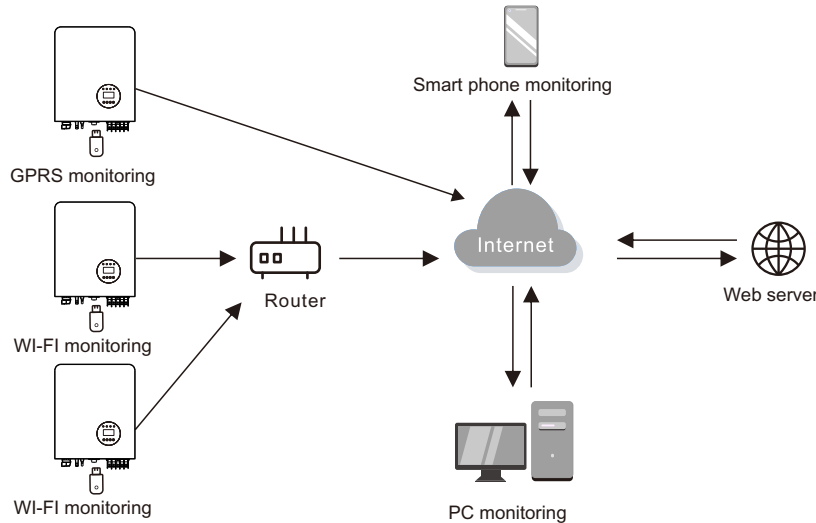 Smart phone monitoring
GPRS monitoring
Internet
Router
Web server
WI-FI monitoring
WI-FI monitoring
PC monitoring